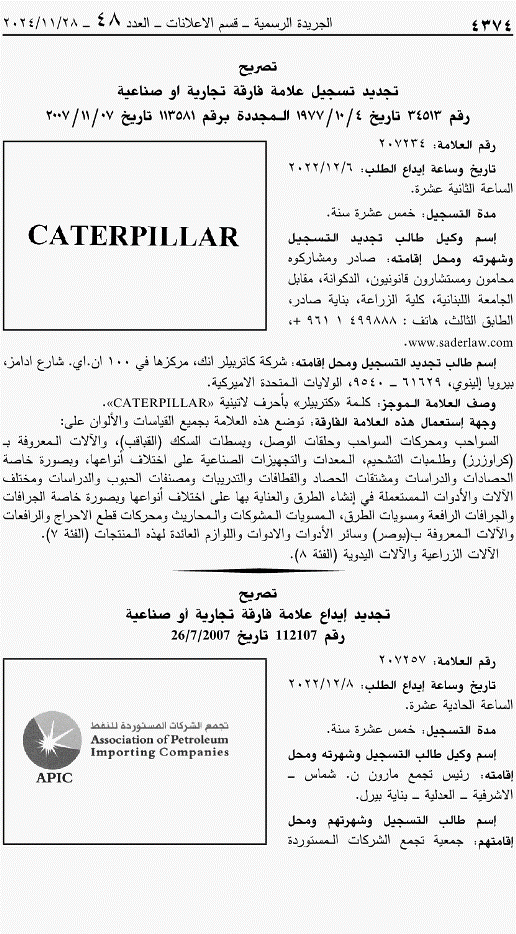 ٤٣٧٤
الجريدة الرسمية – قسم الاعلانات – العدد ٤٨ – ٢٠٢٤/١١/٢٨
تصريح
تجديد تسجيل علامة فارقة تجارية او صناعية
رقم ٣٤٥١٣ تاريخ ١٩٧٧/١٠/٤ المجددة برقم ١١٣٥٨١ تاريخ ٢٠٠٧/١١/٠٧
رقم العلامة: ٢٠٧٢٣٤
تاريخ وساعة إيداع الطلب: ٢٠٢٢/١٢/٦
الساعة الثانية عشرة.
مدة التسجيل: خمس عشرة سنة.
إسم وكيل طالب تجديد التسجيل
وشهرته ومحل إقامته: صادر ومشاركوه
محامون ومستشارون قانونيون، الدكوانة، مقابل
الجامعة اللبنانية، كلية الزراعة، بناية صادر،
الطابق الثالث، هاتف : ٤٩٩٨٨٨ ١ ٩٦١ +،
www.saderlaw.com.
CATERPILLAR
إسم طالب تجديد التسجيل ومحل إقامته: شركة كاتربيلر انك، مركزها في ١٠٠ ان.اي. شارع ادامز،
بيرويا إلينوي، ٦١٦٢٩ – ٩٥٤٠، الولايات المتحدة الاميركية.
وصف العلامة الموجز: كلمة «كتربيلر» بأحرف لاتينية «CATERPILLAR».
وجهة إستعمال هذه العلامة الفارقة: توضع هذه العلامة بجميع القياسات والألوان على:
السواحب ومحركات السواحب وحلقات الوصل، وبسطات السكك (القباقب)، والآلات المعروفة بـ
(كراوزرز) وطلمبات التشحيم، المعدات والتجهيزات الصناعية على اختلاف أنواعها، وبصورة خاصة
الحصادات والدراسات ومشتقات الحصاد والقطافات والتدريبات ومصنفات الحبوب والدراسات ومختلف
الآلات والأدوات المستعملة في إنشاء الطرق والعناية بها على اختلاف أنواعها وبصورة خاصة الجرافات
والجرافات الرافعة ومسويات الطرق، المسويات المشوكات والمحاريث ومحركات قطع الاحراج والرافعات
والآلات المعروفة ب(بوصر) وسائر الأدوات والادوات واللوازم العائدة لهذه المنتجات (الفئة ٧).
الآلات الزراعية والآلات اليدوية (الفئة ٨).
تصريح
تجديد إيداع علامة فارقة تجارية أو صناعية
رقم 112107 تاريخ 26/7/2007
رقم العلامة: ٢٠٧٢٥٧
تاريخ وساعة إيداع الطلب: ٢٠٢٢/١٢/٨
الساعة الحادية عشرة.
مدة التسجيل: خمس عشرة سنة.
إسم وكيل طالب التسجيل وشهرته ومحل
إقامته: رئيس تجمع مارون ن. شماس –
الاشرفية – العدلية – بناية بيرل.
إسم طالب التسجيل وشهرتهم ومحل
إقامتهم: جمعية تجمع الشركات المستوردة
تجمع الشركات المستوردة للنفط
Association of Petroleum
Importing Companies
APIC